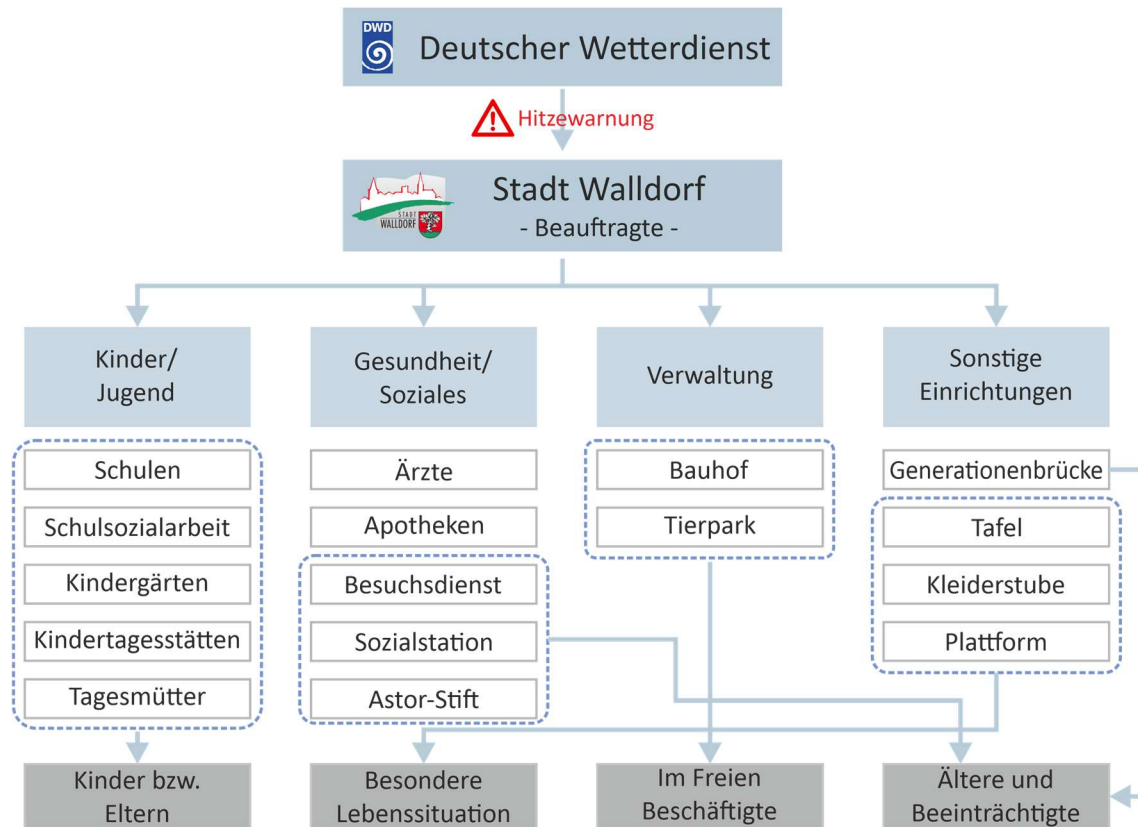 DWD
Deutscher Wetterdienst
Hitzewarnung
STADT
WALLDORF
Stadt Walldorf
- Beauftragte -
Kinder/
Jugend
Gesundheit/
Soziales
Verwaltung
Sonstige
Einrichtungen
Schulen
Schulsozialarbeit
Kindergärten
Kindertagesstätten
Tagesmütter
Ärzte
Apotheken
Besuchsdienst
Sozialstation
Astor-Stift
Bauhof
Tierpark
Generationenbrücke
Tafel
Kleiderstube
Plattform
Kinder bzw.
Eltern
Besondere
Lebenssituation
Im Freien
Beschäftigte
Ältere und
Beeinträchtigte